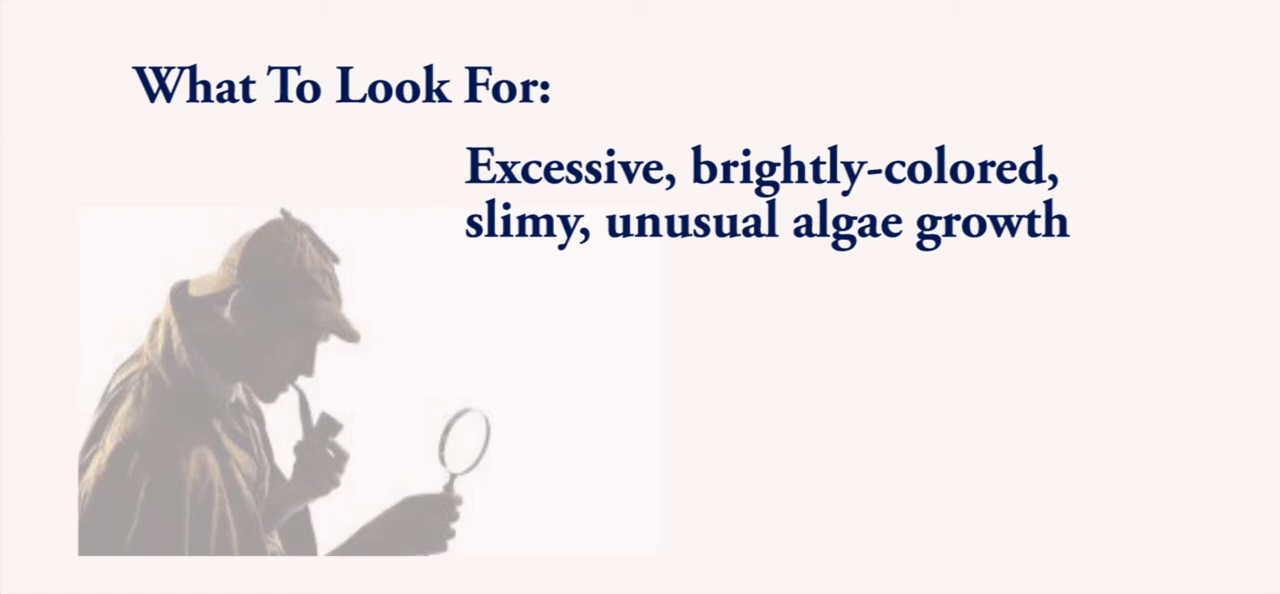 What To Look For:
Excessive, brightly-colored,
slimy, unusual algae growth